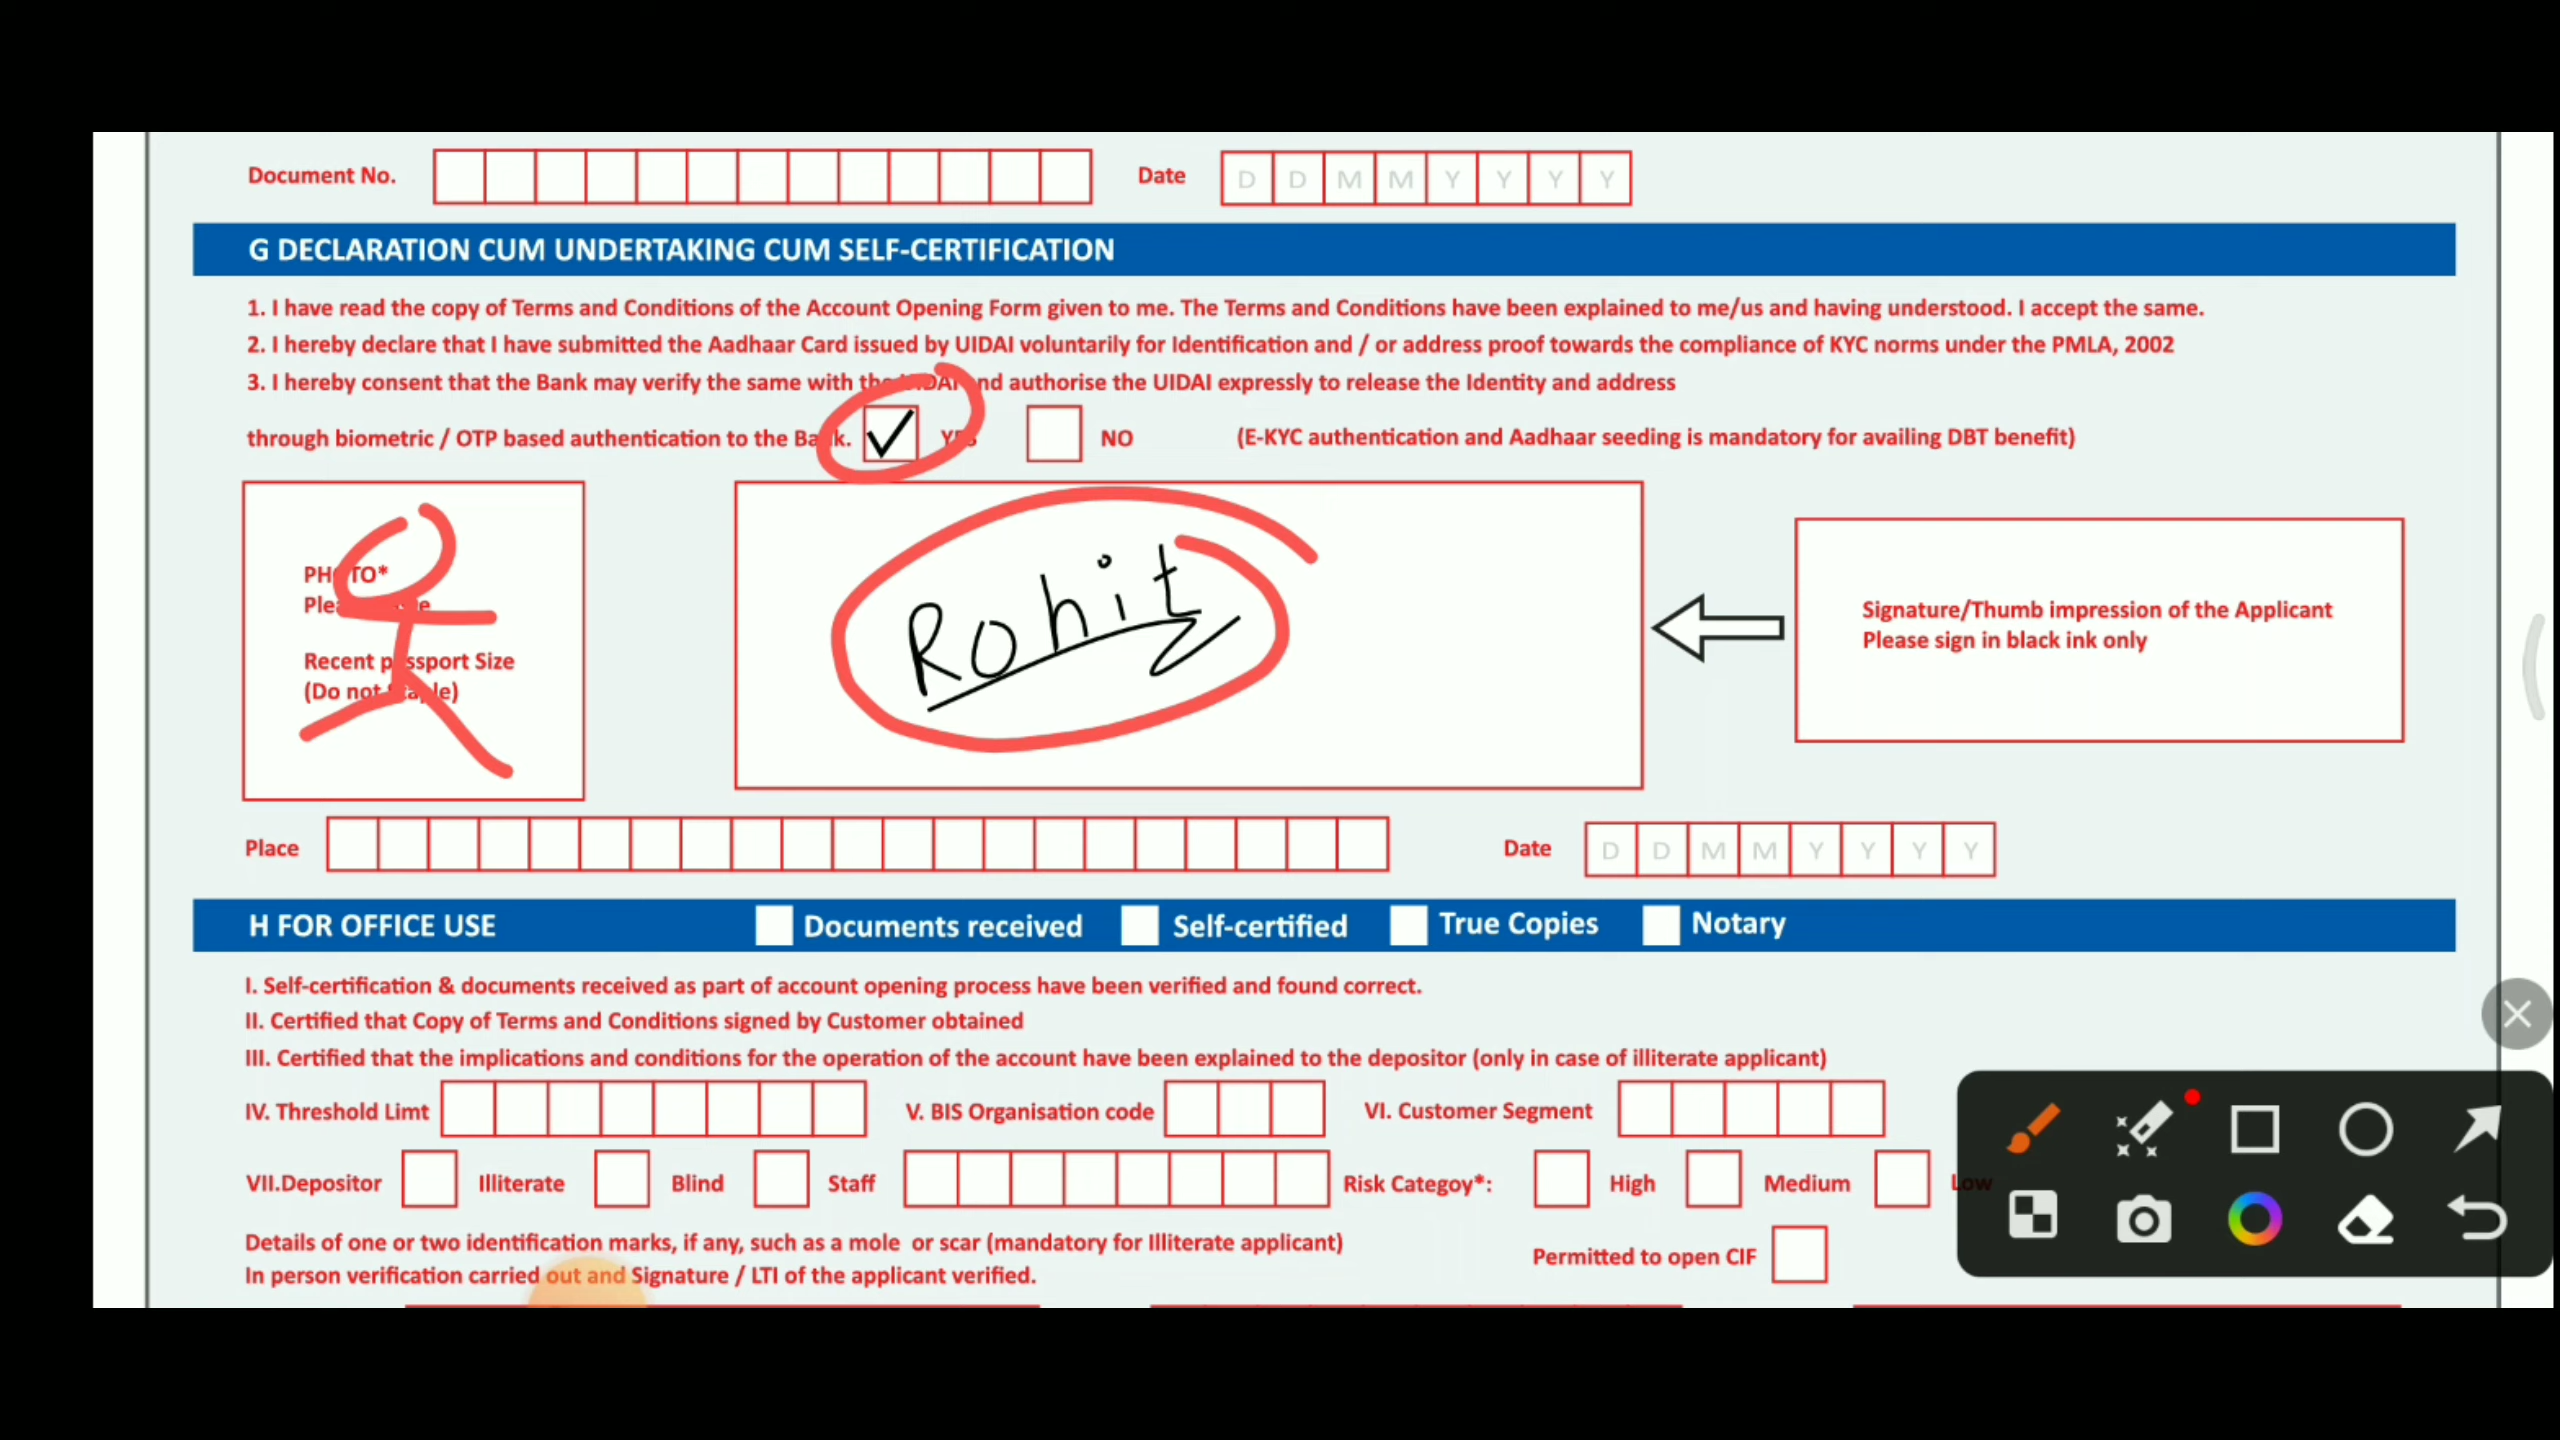 Document No. Date D D M M Y Y Y Y
G DECLARATION CUM UNDERTAKING CUM SELF-CERTIFICATION
1. I have read the copy of Terms and Conditions of the Account Opening Form given to me. The Terms and Conditions have been explained to me/us and having understood. I accept the same.
2. I hereby declare that I have submitted the Aadhaar Card issued by UIDAI voluntarily for Identification and / or address proof towards the compliance of KYC norms under the PMLA, 2002
3. I hereby consent that the Bank may verify the same with the UIDAI and authorise the UIDAI expressly to release the Identity and address
through biometric / OTP based authentication to the Bank. YES NO (E-KYC authentication and Aadhaar seeding is mandatory for availing DBT benefit)
PHOTO*
Recent passport Size
(Do not Staple)
Rohit
Signature/Thumb impression of the Applicant
Please sign in black ink only
Place Date D D M M Y Y Y Y
H FOR OFFICE USE Documents received Self-certified True Copies Notary
I. Self-certification & documents received as part of account opening process have been verified and found correct.
II. Certified that Copy of Terms and Conditions signed by Customer obtained
III. Certified that the implications and conditions for the operation of the account have been explained to the depositor (only in case of illiterate applicant)
IV. Threshold Limt V. BIS Organisation code VI. Customer Segment
VII.Depositor Illiterate Blind Staff Risk Categoy*: High Medium Low
Details of one or two identification marks, if any, such as a mole or scar (mandatory for Illiterate applicant)
Permitted to open CIF
In person verification carried out and Signature / LTI of the applicant verified.